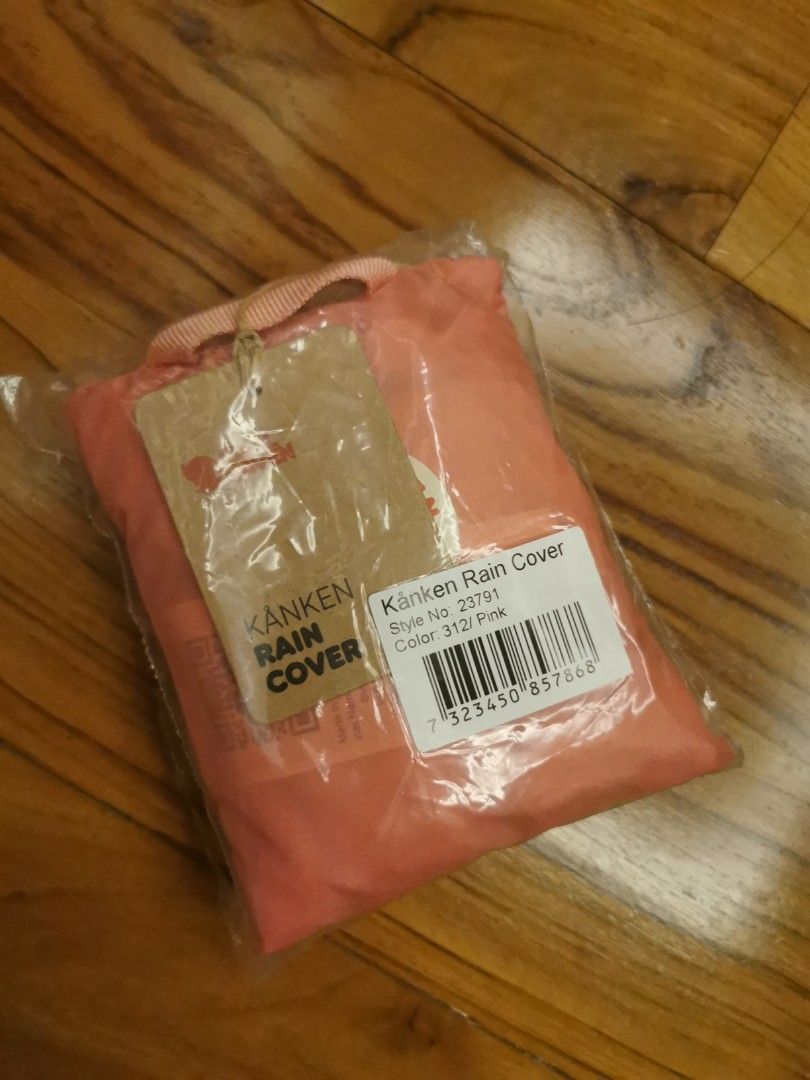 KÅNKEN
RAIN
COVER
Kånken Rain Cover
Style No: 23791
Color: 312/ Pink
7 323450 857868